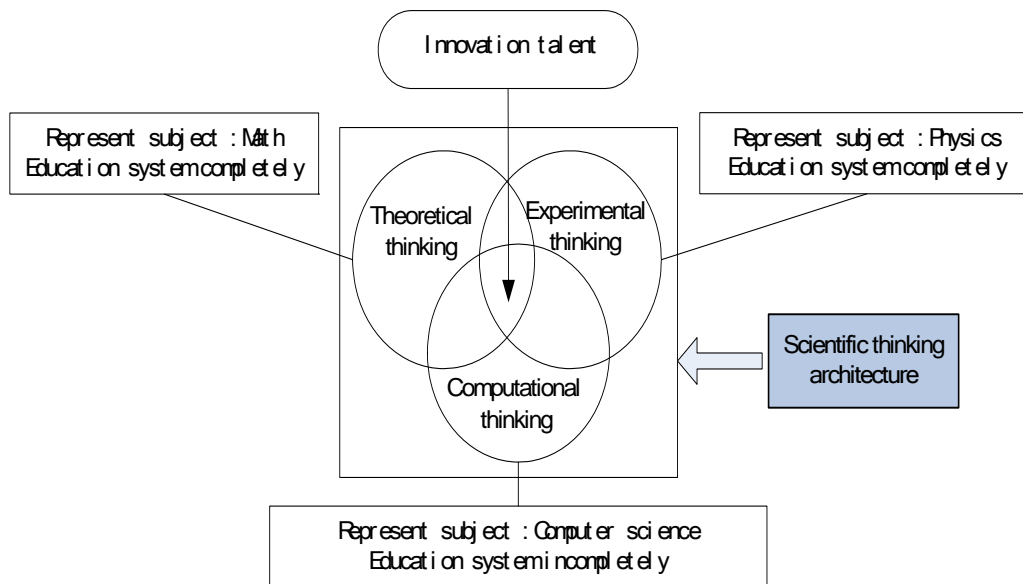 Innovation talent
Represent subject : Math
Education system completely
Represent subject : Physics
Education system completely
Theoretical
thinking
Experimental
thinking
Scientific thinking
architecture
Computational
thinking
Represent subject : Computer science
Education system incompletely